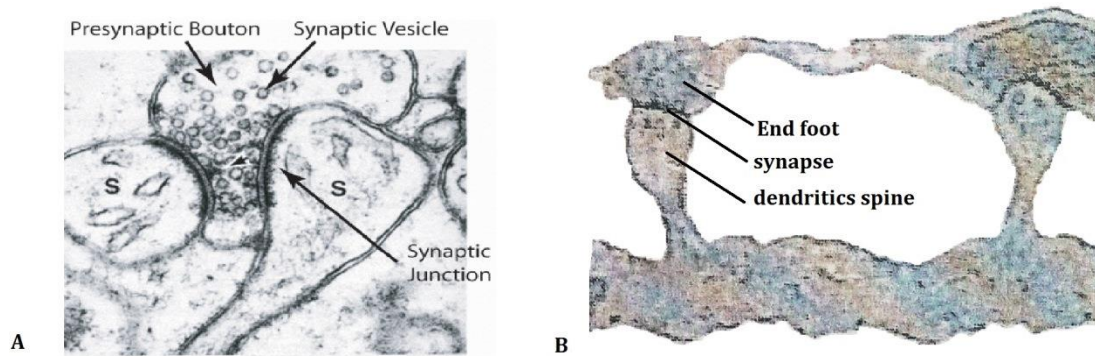 Presynaptic Bouton
Synaptic Vesicle
S
S
Synaptic
Junction
A
End foot
synapse
dendritics spine
B